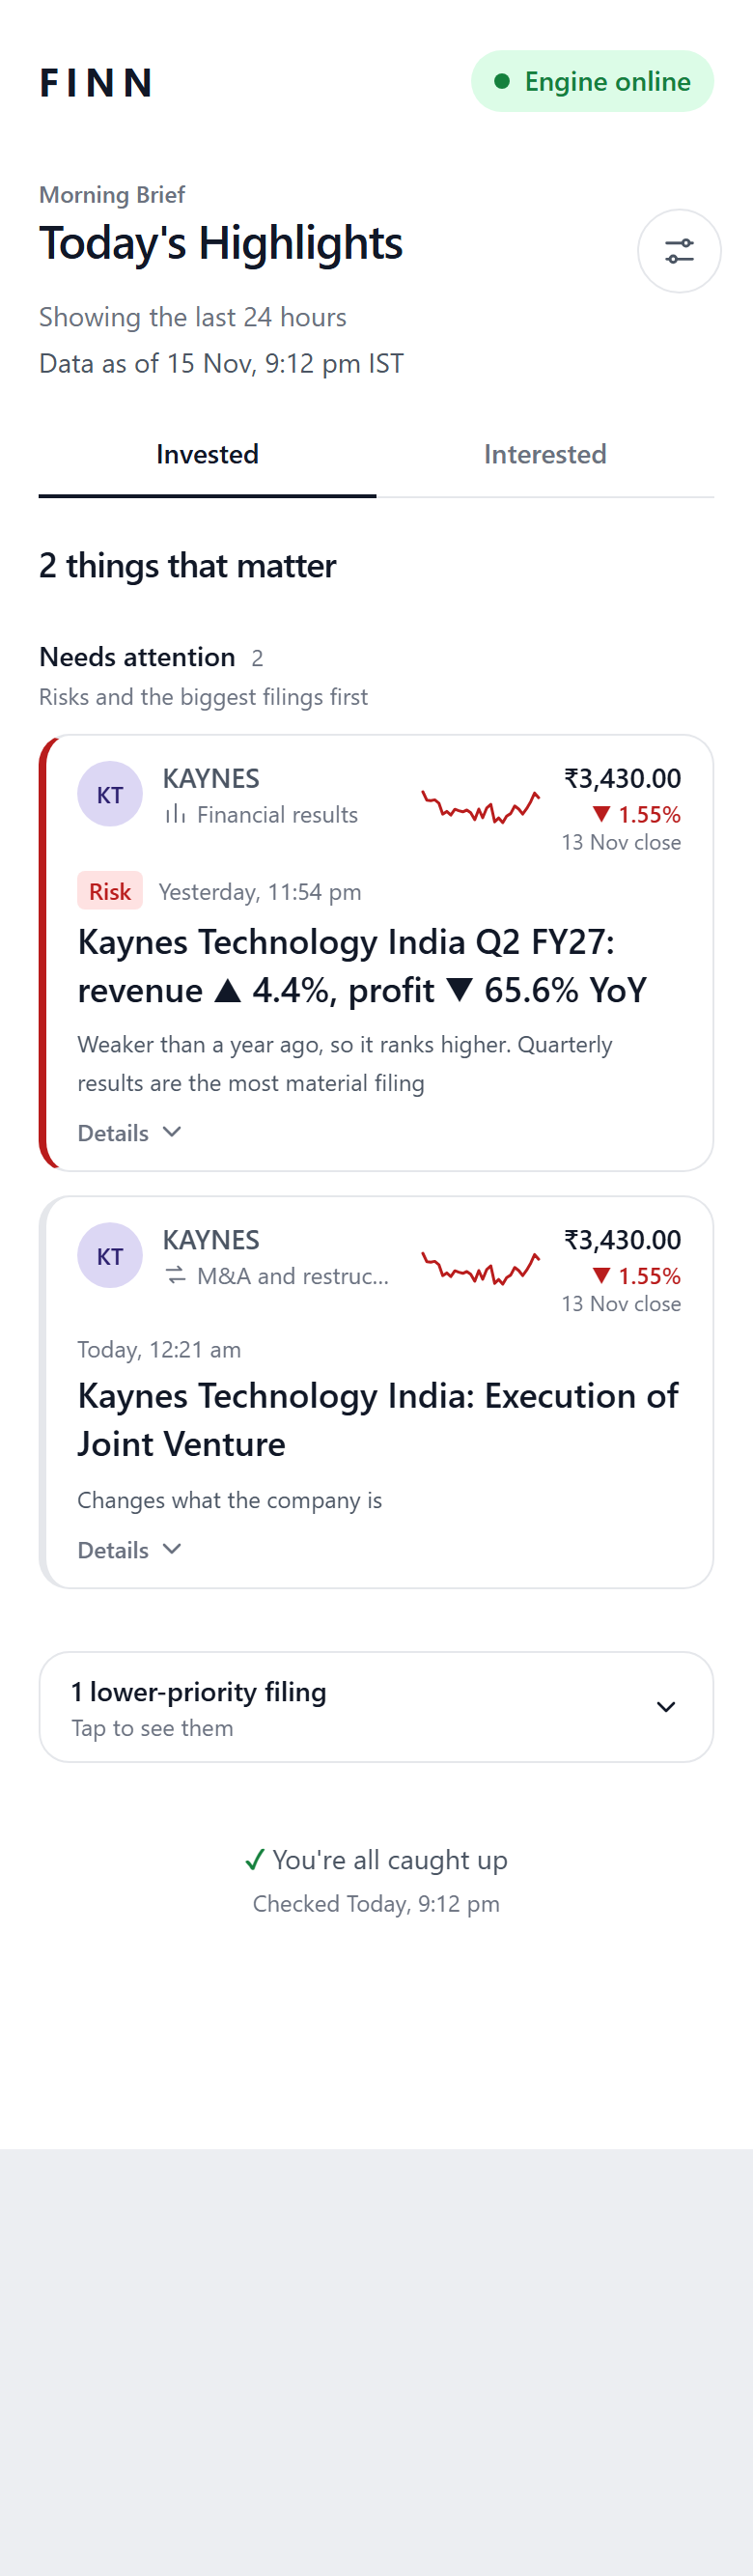 FINN
Engine online
Morning Brief
Today's Highlights
Showing the last 24 hours
Data as of 15 Nov, 9:12 pm IST
Invested
Interested
2 things that matter
Needs attention 2
Risks and the biggest filings first
KT
KAYNES
Financial results
₹3,430.00
▼ 1.55%
13 Nov close
Risk Yesterday, 11:54 pm
Kaynes Technology India Q2 FY27:
revenue ▲ 4.4%, profit ▼ 65.6% YoY
Weaker than a year ago, so it ranks higher. Quarterly
results are the most material filing
Details
KT
KAYNES
M&A and restruc...
₹3,430.00
▼ 1.55%
13 Nov close
Today, 12:21 am
Kaynes Technology India: Execution of
Joint Venture
Changes what the company is
Details
1 lower-priority filing
Tap to see them
✓ You're all caught up
Checked Today, 9:12 pm